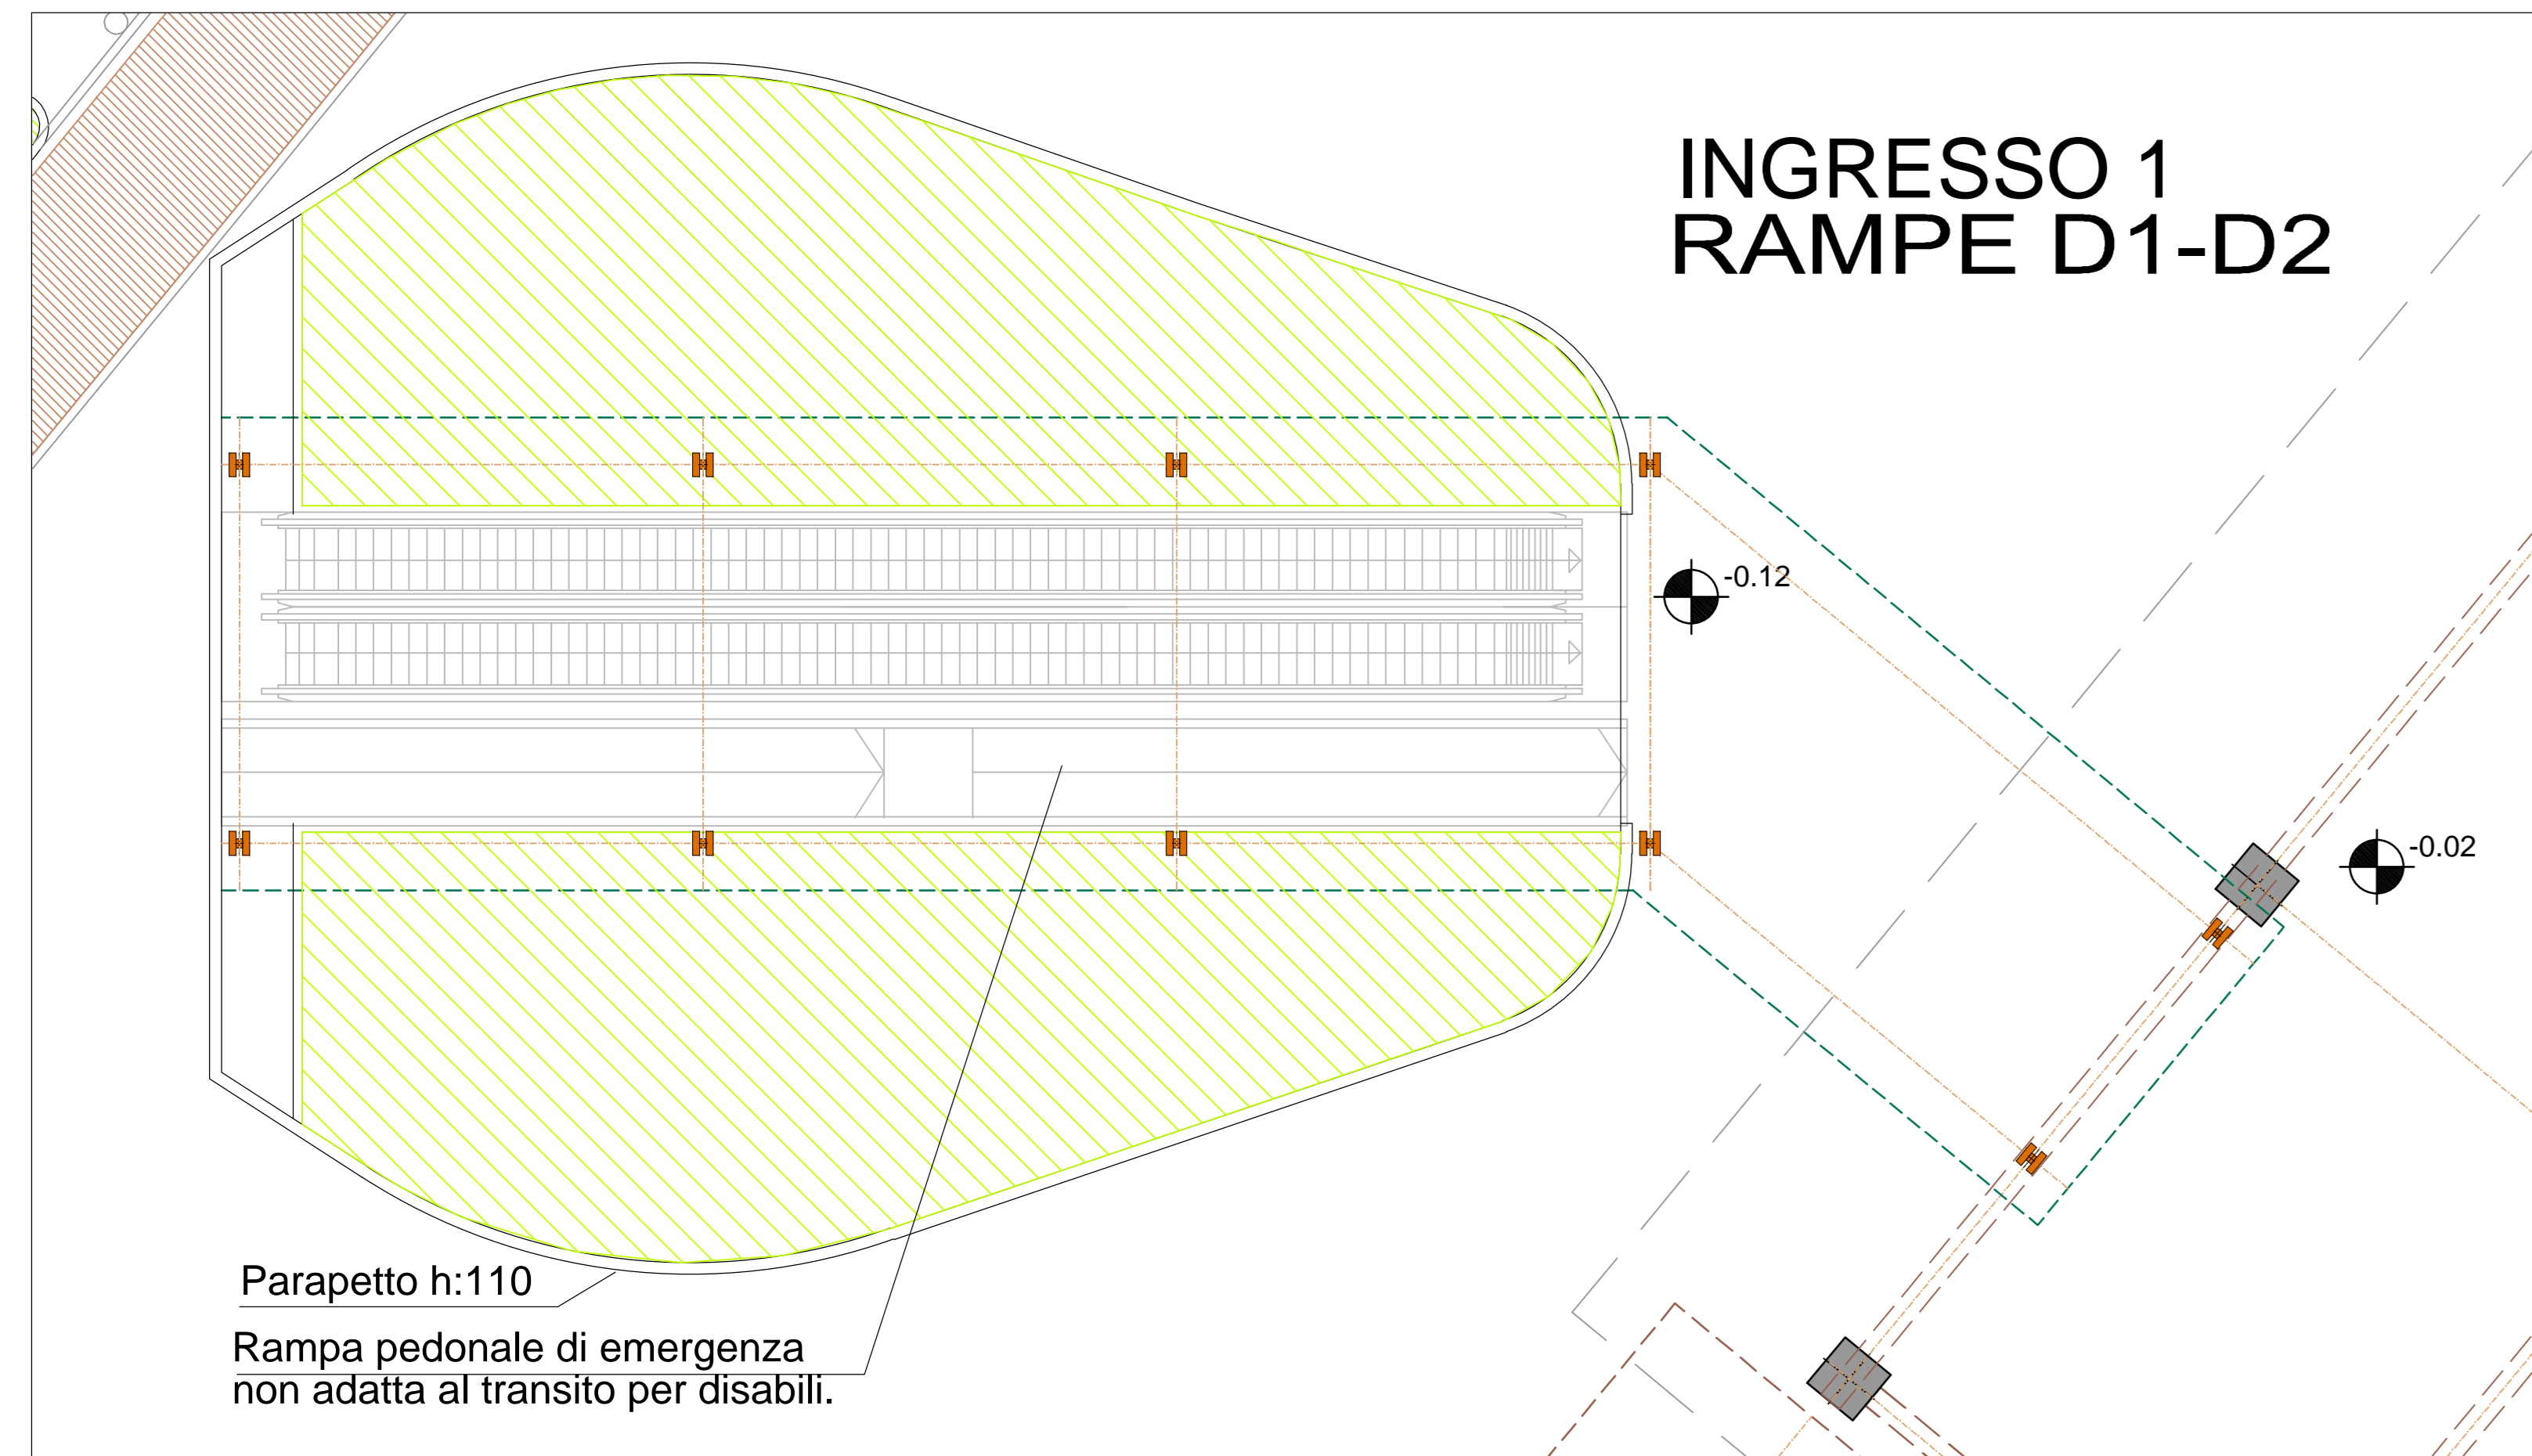 INGRESSO 1
RAMPE D1-D2
-0.12
-0.02
Parapetto h:110
Rampa pedonale di emergenza
non adatta al transito per disabili.